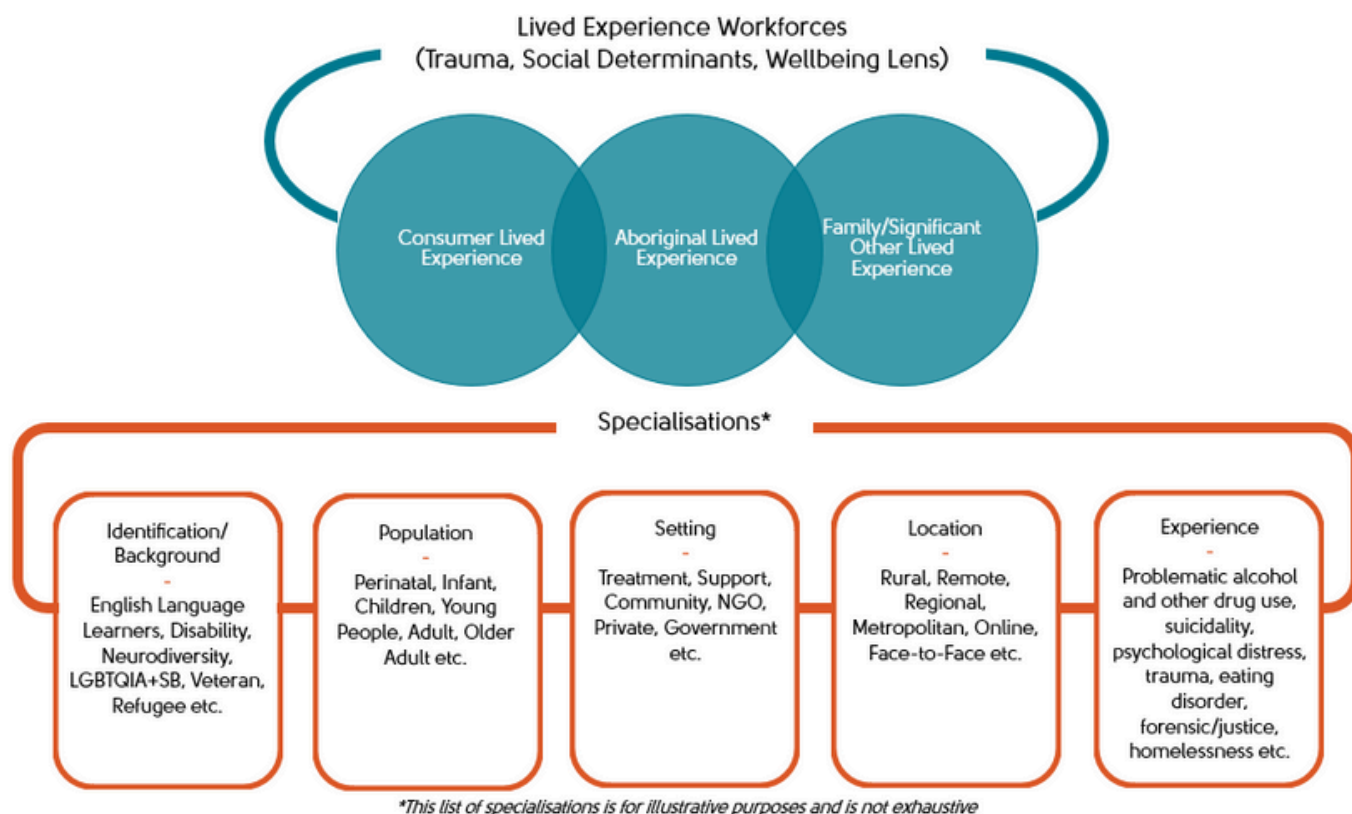 Lived Experience Workforces
(Trauma, Social Determinants, Wellbeing Lens)
Consumer Lived
Experience
Aboriginal Lived
Experience
Family/Significant
Other Lived
Experience
Specialisations*
Identification/
Background
-
English Language
Learners, Disability,
Neurodiversity,
LGBTQIA+SB, Veteran,
Refugee etc.
Population
-
Perinatal, Infant,
Children, Young
People, Adult, Older
Adult etc.
Setting
-
Treatment, Support,
Community, NGO,
Private, Government
etc.
Location
-
Rural, Remote,
Regional,
Metropolitan, Online,
Face-to-Face etc.
Experience
-
Problematic alcohol
and other drug use,
suicidality,
psychological distress,
trauma, eating
disorder,
forensic/justice,
homelessness etc.
*This list of specialisations is for illustrative purposes and is not exhaustive